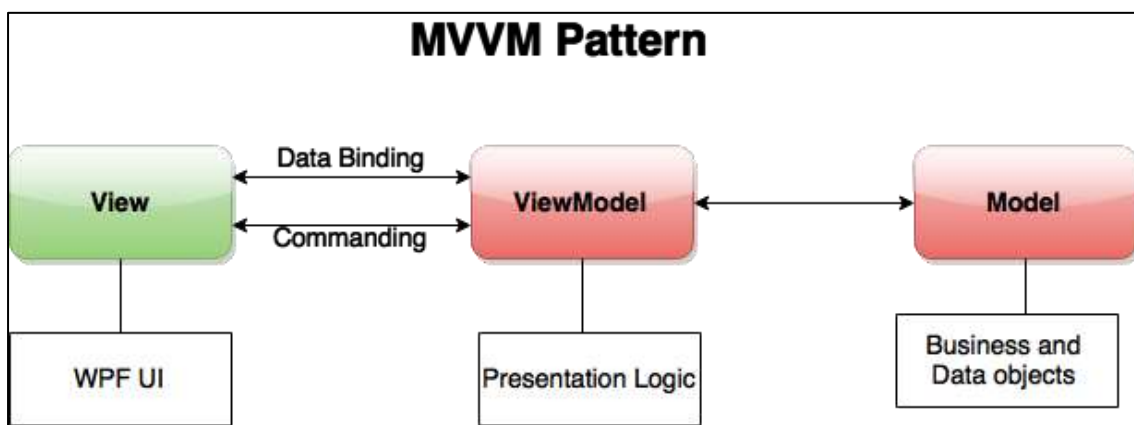 MVVM Pattern
Data Binding
View
ViewModel
Model
Commanding
WPF UI
Presentation Logic
Business and
Data objects